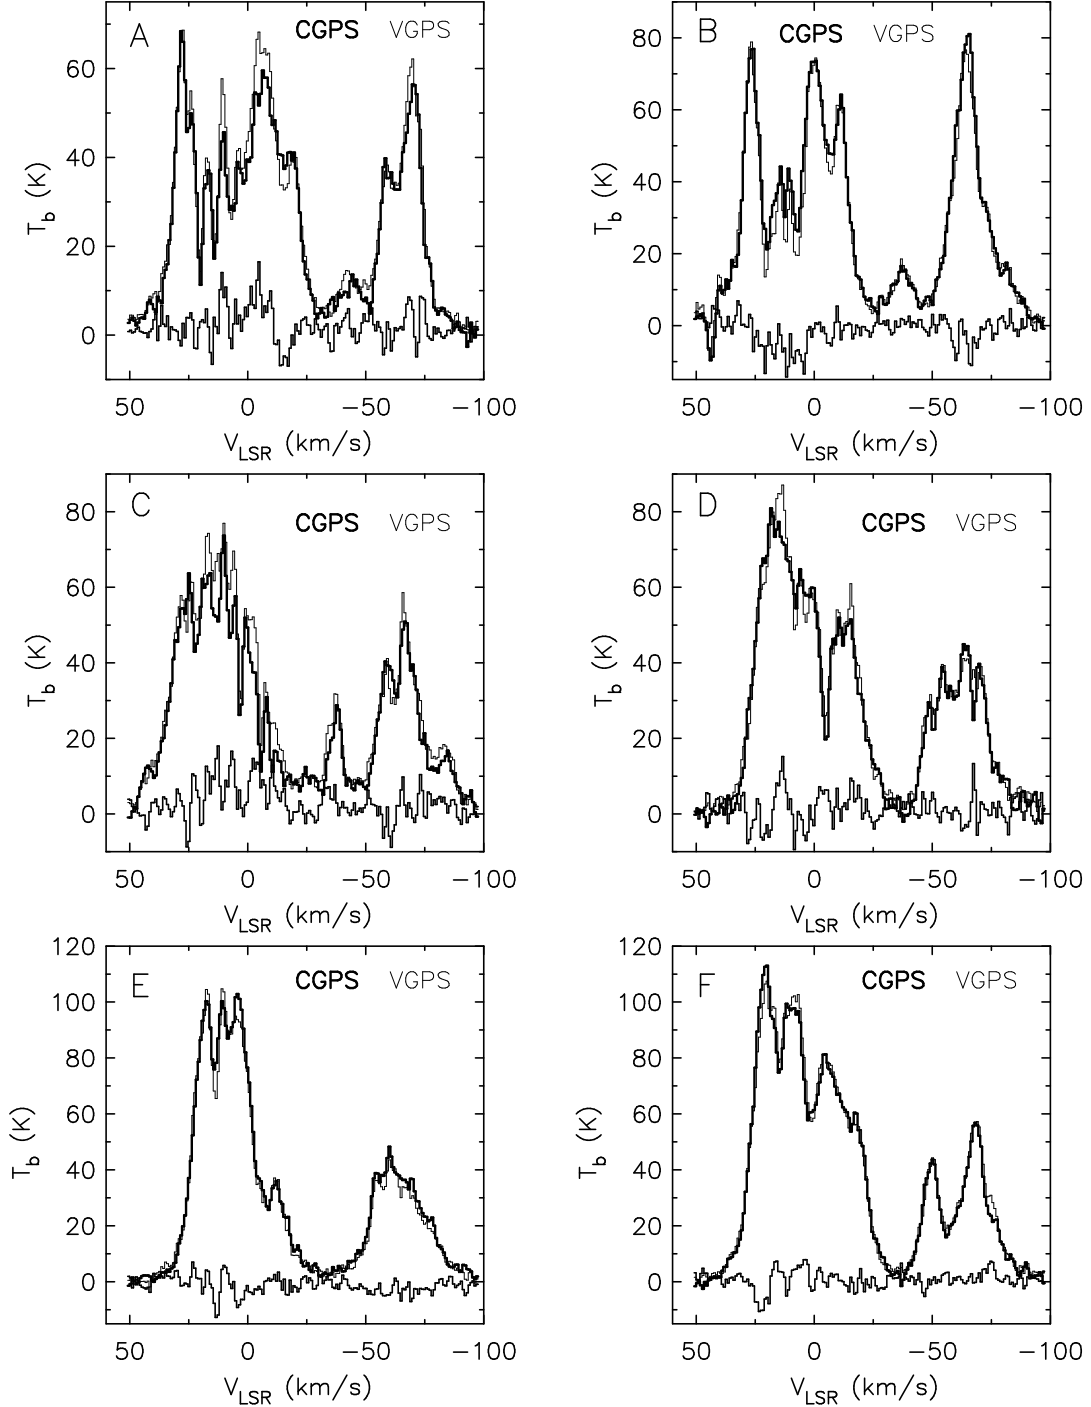 A CGPS VGPS
60
40
20
0
T_b (K)
50 0 −50 −100
V_LSR (km/s)
B CGPS VGPS
80
60
40
20
0
T_b (K)
50 0 −50 −100
V_LSR (km/s)
C CGPS VGPS
80
60
40
20
0
T_b (K)
50 0 −50 −100
V_LSR (km/s)
D CGPS VGPS
80
60
40
20
0
T_b (K)
50 0 −50 −100
V_LSR (km/s)
E CGPS VGPS
120
100
80
60
40
20
0
T_b (K)
50 0 −50 −100
V_LSR (km/s)
F CGPS VGPS
120
100
80
60
40
20
0
T_b (K)
50 0 −50 −100
V_LSR (km/s)